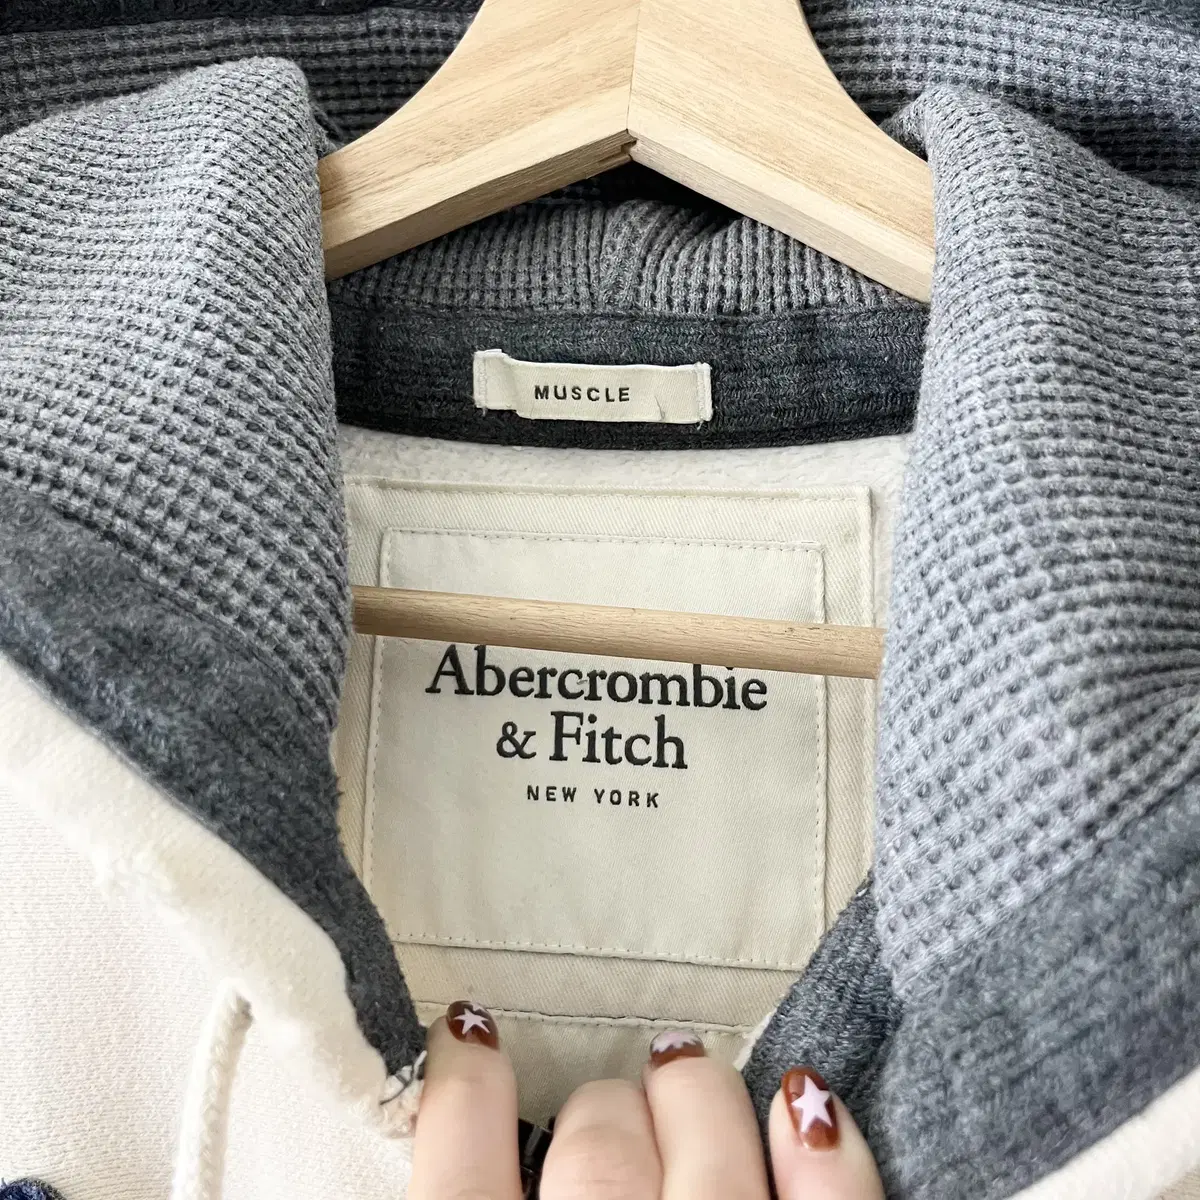 MUSCLE
Abercrombie
& Fitch
NEW YORK